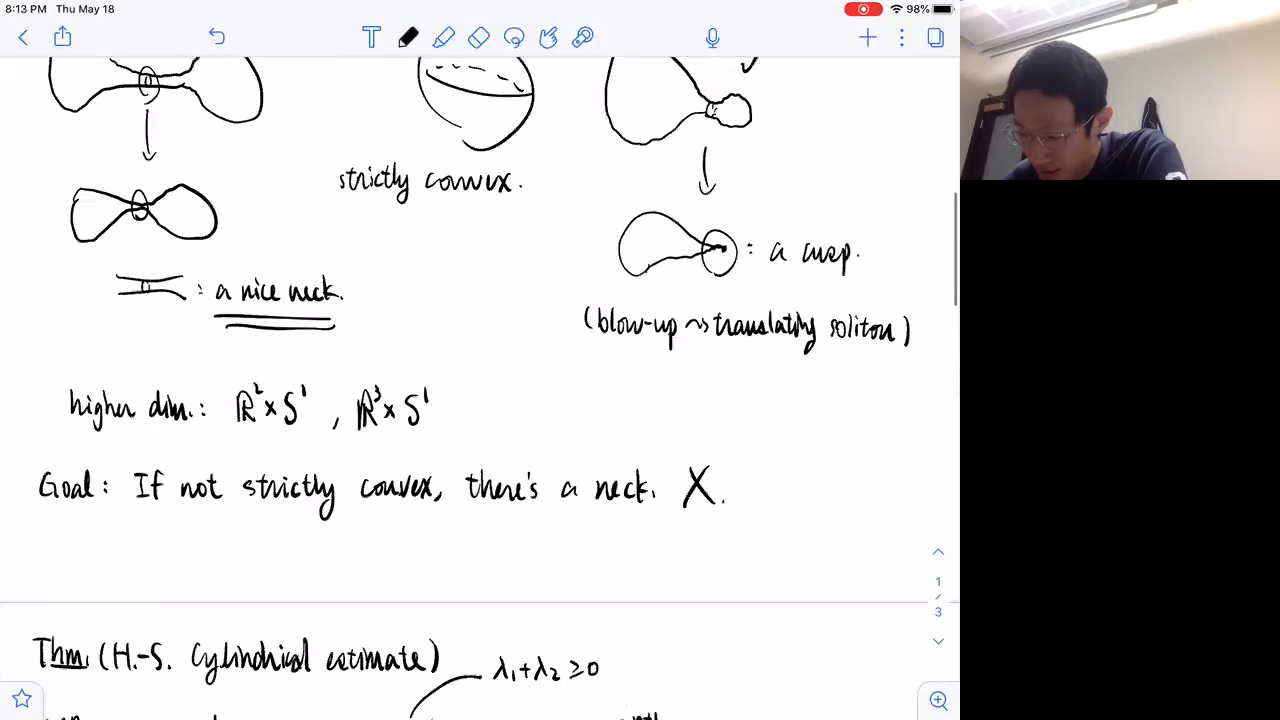 8:13 PM Thu May 18
98%
strictly convex.
: a nice neck.
: a cusp.
(blow-up ⇝ translating soliton)
higher dim.: ℝ² × S¹ , ℝ³ × S¹
Goal: If not strictly convex, there's a neck. X.
1
/
3
Thm. (H.-S. Cylindrical estimate)
λ₁+λ₂ ≥ 0